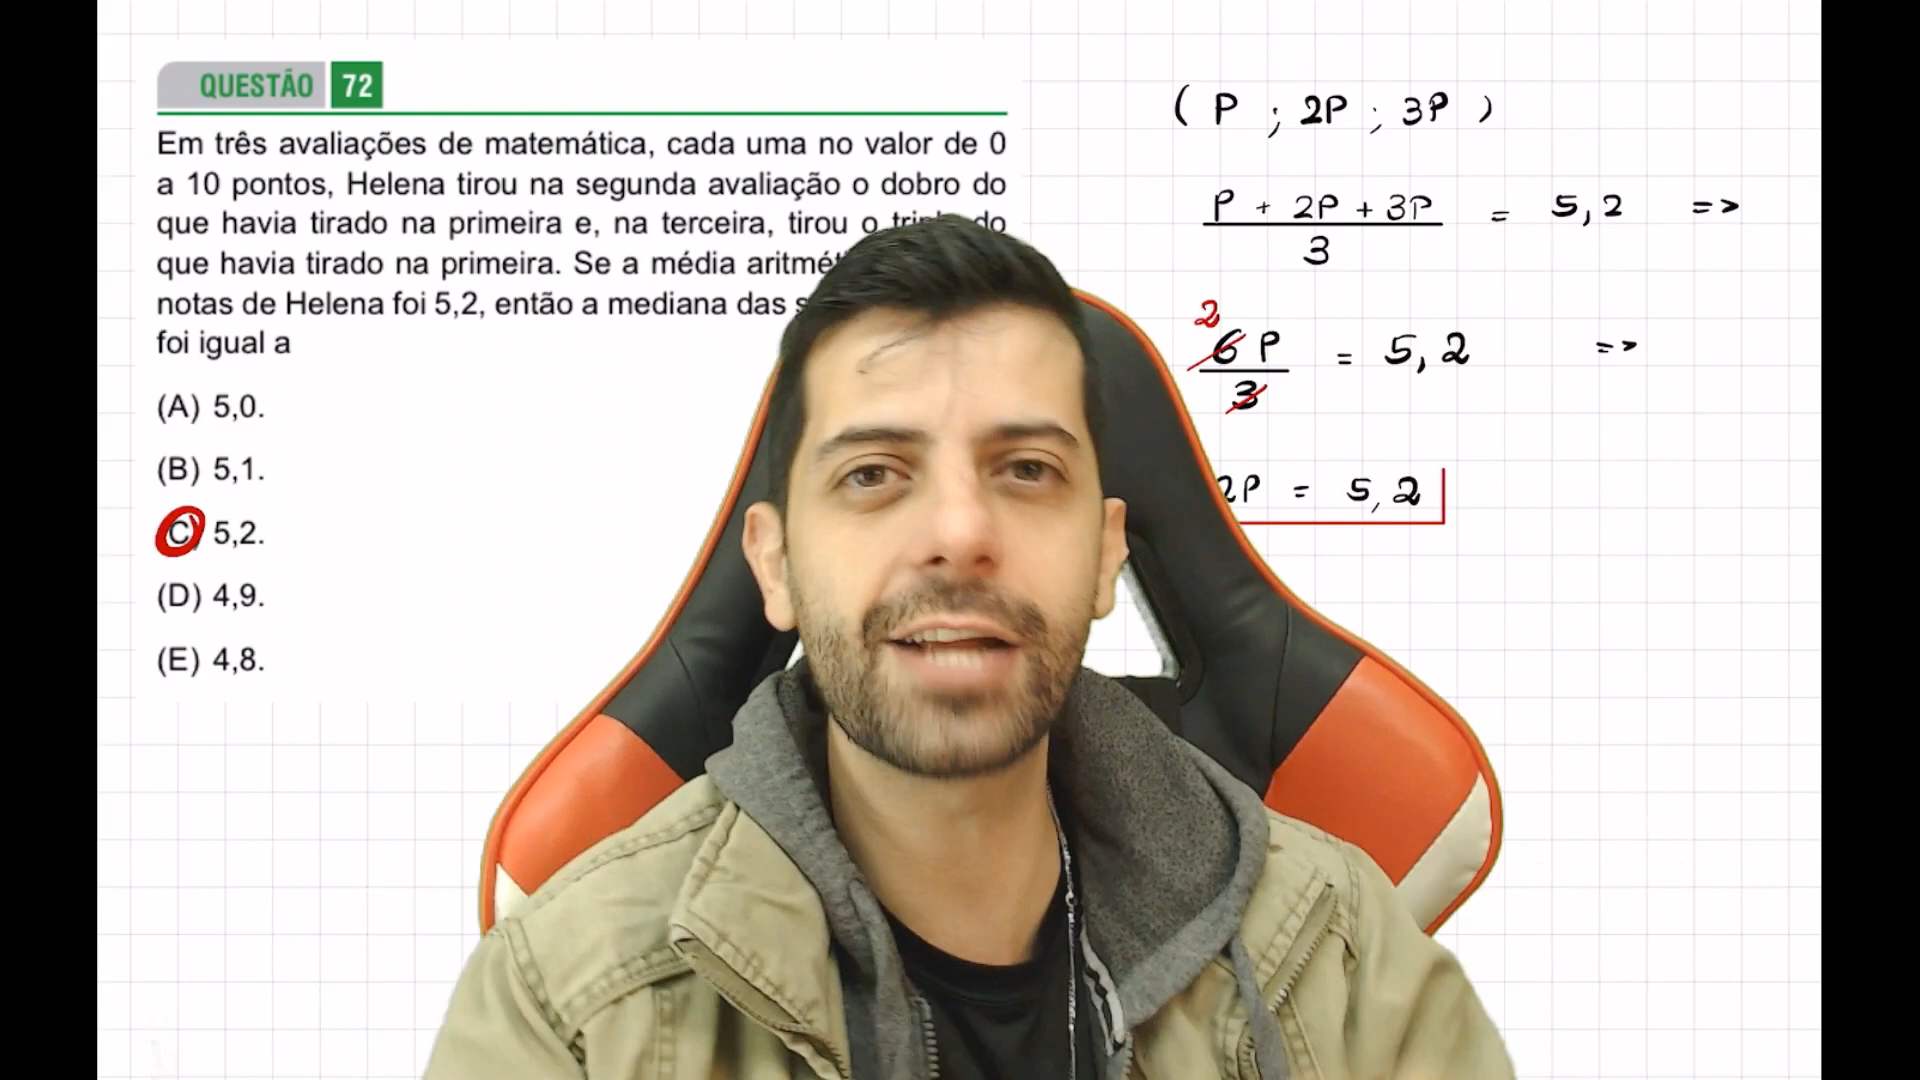 QUESTÃO 72
Em três avaliações de matemática, cada uma no valor de 0
a 10 pontos, Helena tirou na segunda avaliação o dobro do
que havia tirado na primeira e, na terceira, tirou o do
que havia tirado na primeira. Se a média
notas de Helena foi 5,2, então a mediana das
foi igual a
(A) 5,0.
(B) 5,1.
(C) 5,2.
(D) 4,9.
(E) 4,8.
( P ; 2P ; 3P )
P + 2P + 3P
3
= 5,2 =>
2
6P
3
= 5,2 =>
2P = 5,2